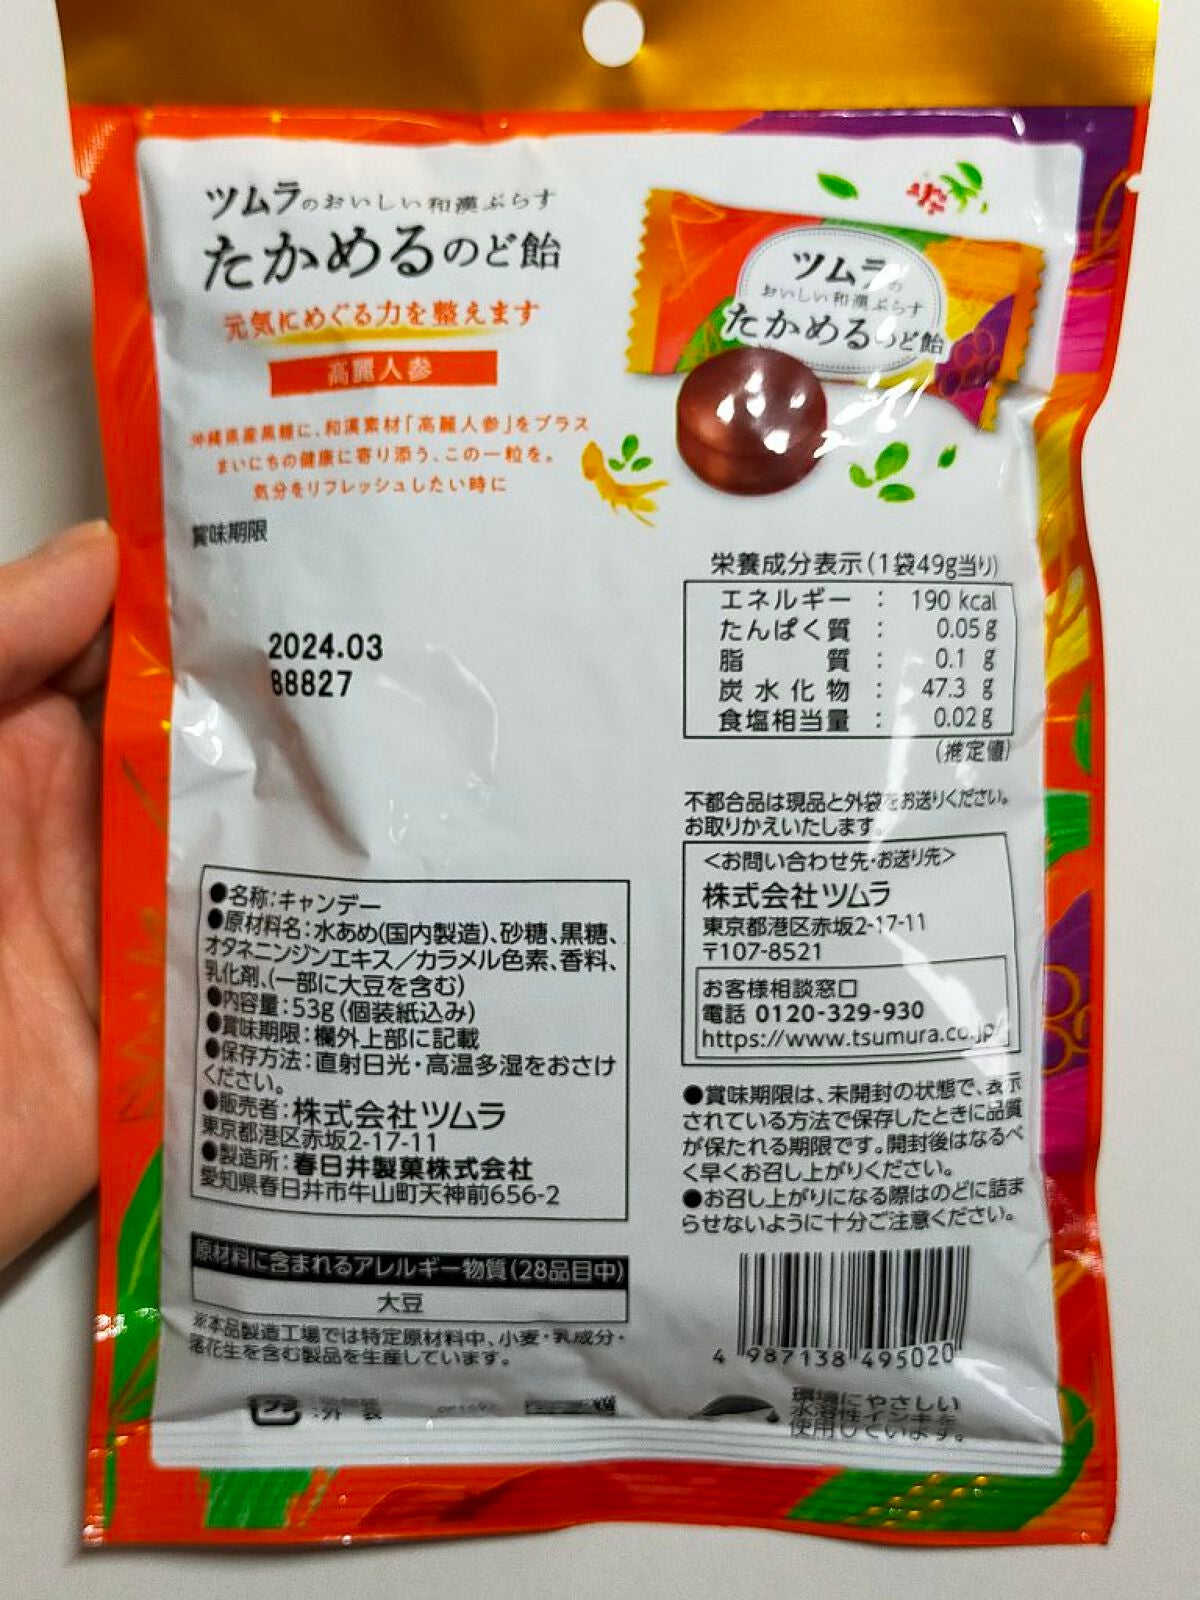 ツムラのおいしい和漢ぷらす
たかめるのど飴
元気にめぐる力を整えます
高麗人参
沖縄県産黒糖に、和漢素材「高麗人参」をプラス
まいにちの健康に寄り添う、この一粒を。
気分をリフレッシュしたい時に
ツムラの
おいしい和漢ぷらす
たかめるのど飴
賞味期限
2024.03
88827
栄養成分表示(1袋49g当り)
エネルギー : 190 kcal
たんぱく質 : 0.05g
脂質 : 0.1 g
炭水化物 : 47.3 g
食塩相当量 : 0.02g
(推定値)
不都合品は現品と外袋をお送りください。
お取りかえいたします。
<お問い合わせ先・お送り先>
株式会社ツムラ
東京都港区赤坂2-17-11
〒107-8521
お客様相談窓口
電話 0120-329-930
https://www.tsumura.co.jp/
●名称:キャンデー
●原材料名:水あめ(国内製造)、砂糖、黒糖、
オタネニンジンエキス/カラメル色素、香料、
乳化剤、(一部に大豆を含む)
●内容量:53g(個装紙込み)
●賞味期限:欄外上部に記載
●保存方法:直射日光・高温多湿をおさけ
ください。
●販売者:株式会社ツムラ
東京都港区赤坂2-17-11
●製造所:春日井製菓株式会社
愛知県春日井市牛山町天神前656-2
●賞味期限は、未開封の状態で、表示
されている方法で保存したときに品質
が保たれる期限です。開封後はなるべ
く早くお召し上がりください。
●お召し上がりになる際はのどに詰ま
らせないように十分ご注意ください。
原材料に含まれるアレルギー物質(28品目中)
大豆
※本品製造工場では特定原材料中、小麦・乳成分・
落花生を含む製品を生産しています。
4 987138 495020
プラ
外袋
環境にやさしい
水溶性インキを
使用しています。